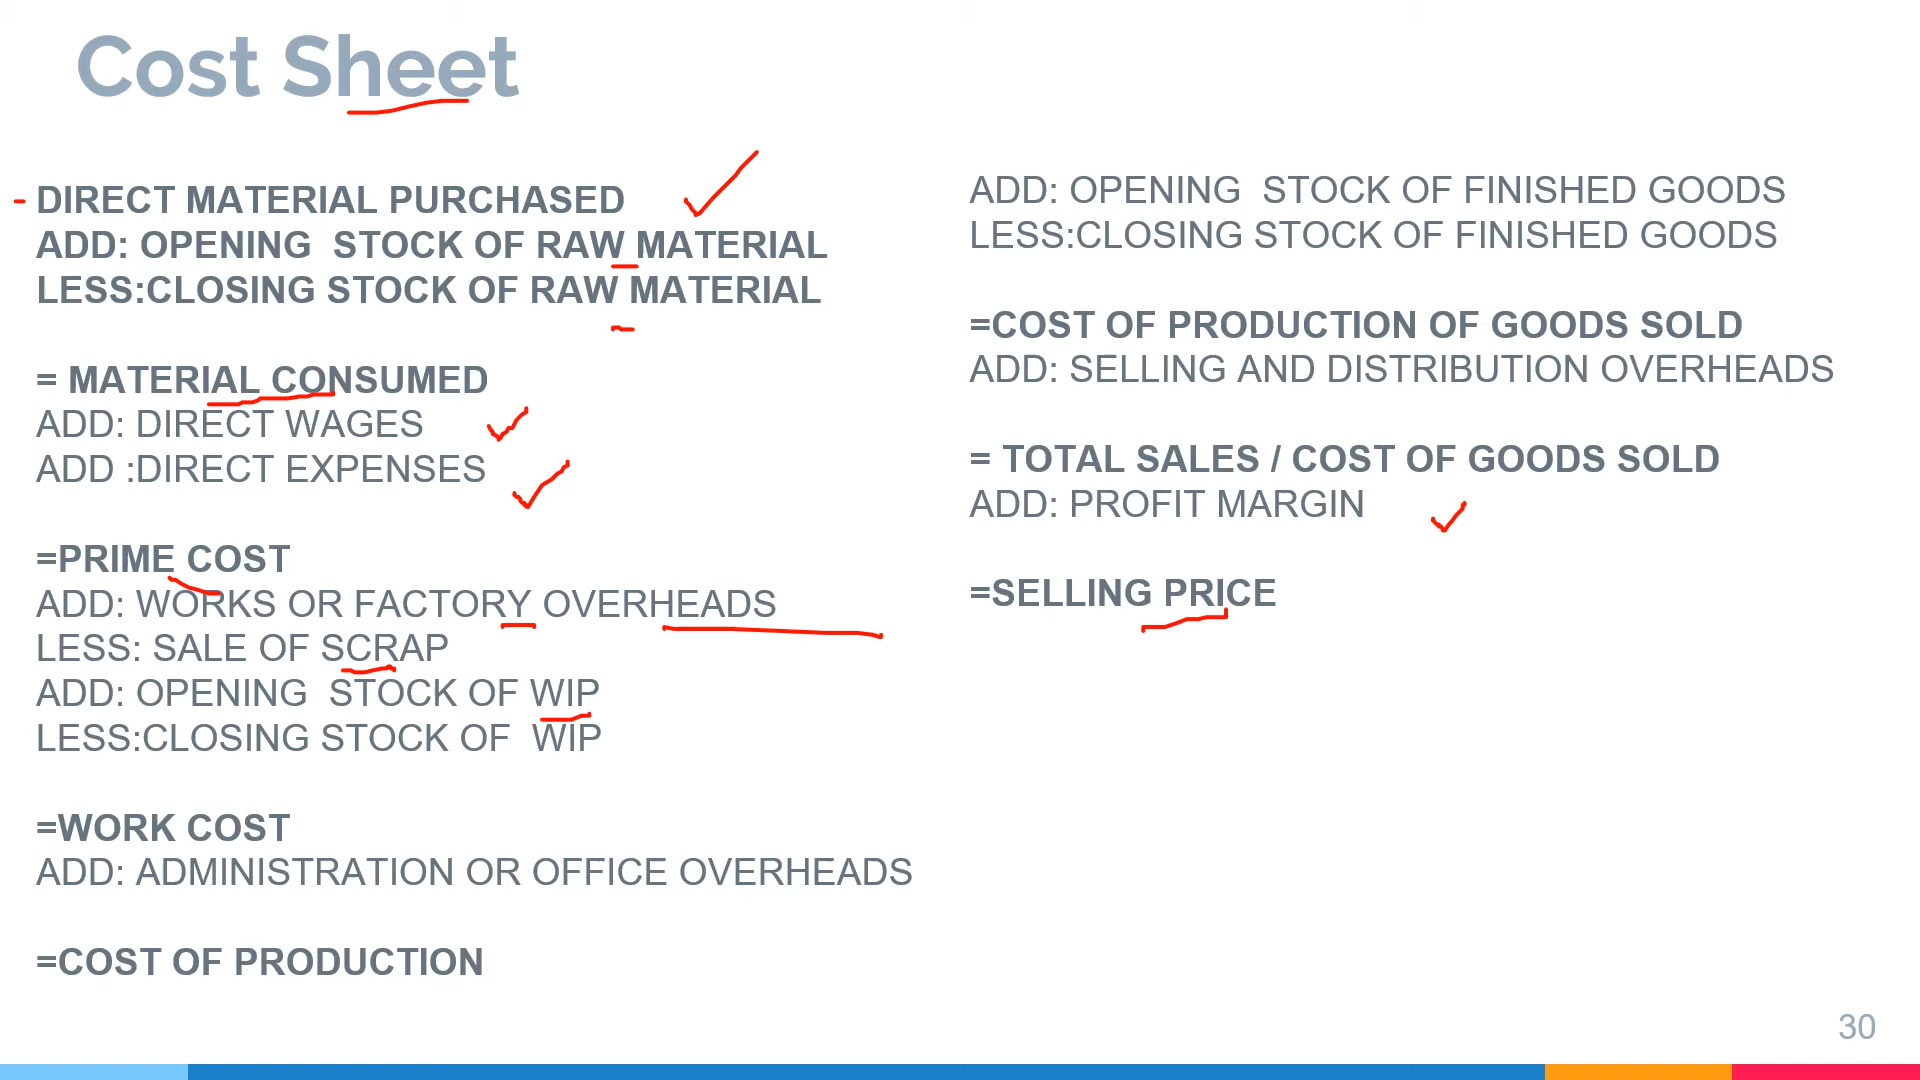 Cost Sheet
DIRECT MATERIAL PURCHASED
ADD: OPENING STOCK OF RAW MATERIAL
LESS:CLOSING STOCK OF RAW MATERIAL
= MATERIAL CONSUMED
ADD: DIRECT WAGES
ADD :DIRECT EXPENSES
=PRIME COST
ADD: WORKS OR FACTORY OVERHEADS
LESS: SALE OF SCRAP
ADD: OPENING STOCK OF WIP
LESS:CLOSING STOCK OF WIP
=WORK COST
ADD: ADMINISTRATION OR OFFICE OVERHEADS
=COST OF PRODUCTION
ADD: OPENING STOCK OF FINISHED GOODS
LESS:CLOSING STOCK OF FINISHED GOODS
=COST OF PRODUCTION OF GOODS SOLD
ADD: SELLING AND DISTRIBUTION OVERHEADS
= TOTAL SALES / COST OF GOODS SOLD
ADD: PROFIT MARGIN
=SELLING PRICE
30